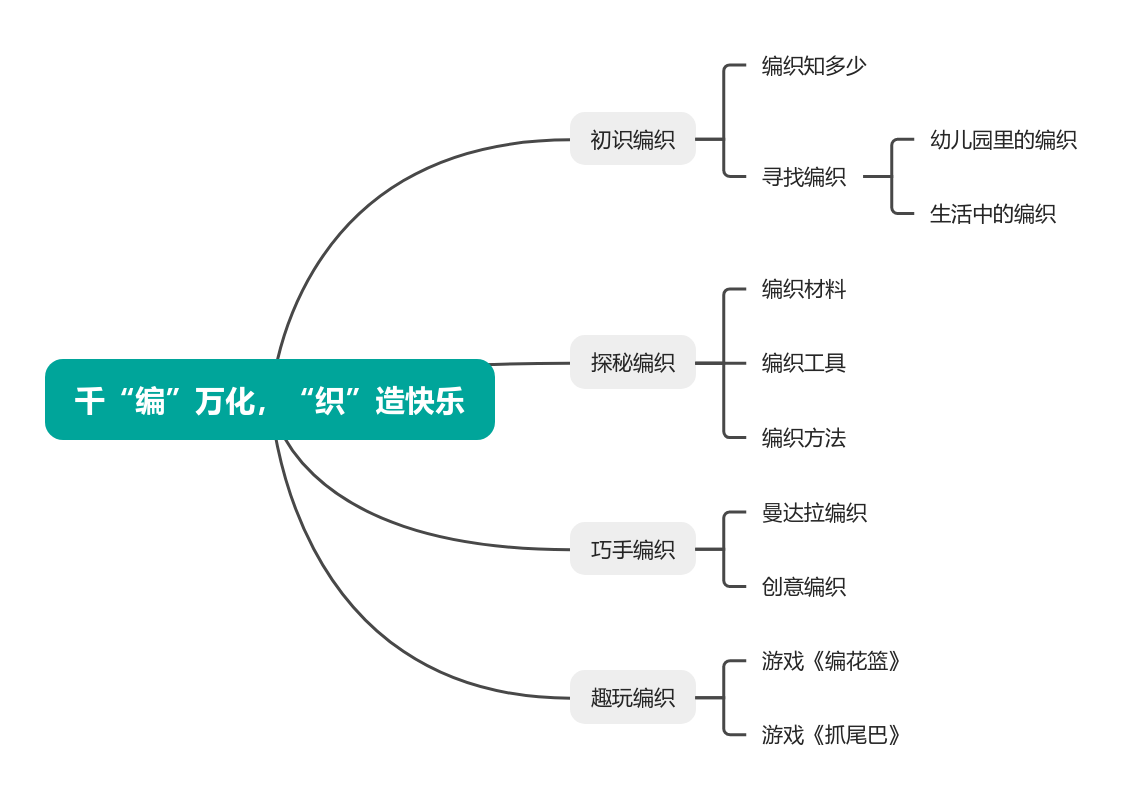 千“编”万化，“织”造快乐
初识编织
编织知多少
寻找编织
幼儿园里的编织
生活中的编织
探秘编织
编织材料
编织工具
编织方法
巧手编织
曼达拉编织
创意编织
趣玩编织
游戏《编花篮》
游戏《抓尾巴》